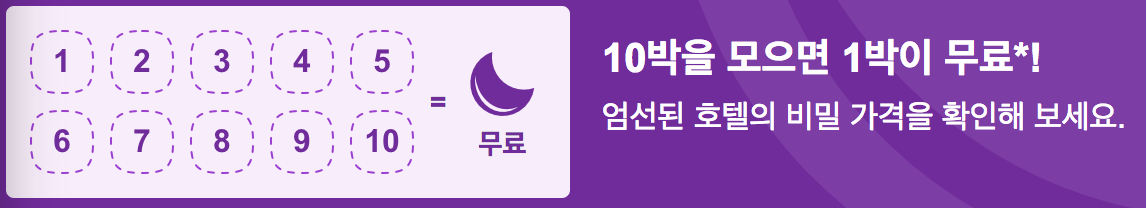 1 2 3 4 5
6 7 8 9 10
=
무료
10박을 모으면 1박이 무료*!
엄선된 호텔의 비밀 가격을 확인해 보세요.